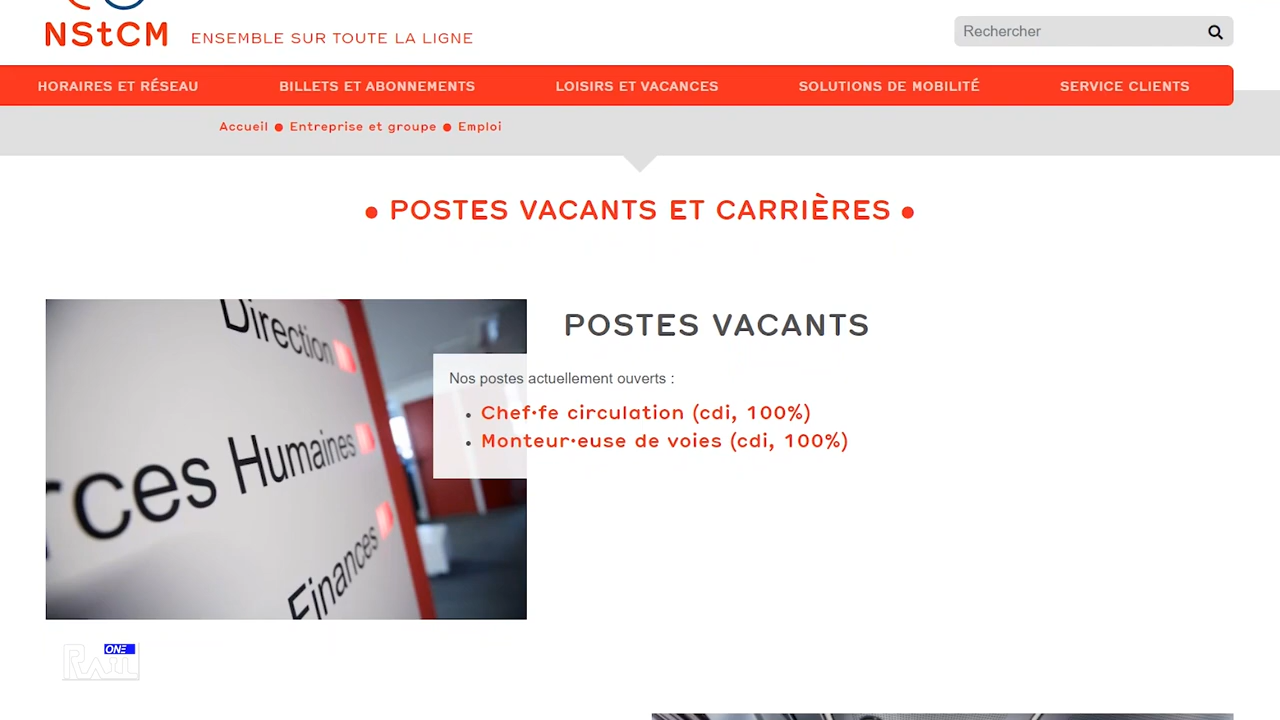 NStCM
ENSEMBLE SUR TOUTE LA LIGNE
Rechercher
HORAIRES ET RÉSEAU
BILLETS ET ABONNEMENTS
LOISIRS ET VACANCES
SOLUTIONS DE MOBILITÉ
SERVICE CLIENTS
Accueil ● Entreprise et groupe ● Emploi
● POSTES VACANTS ET CARRIÈRES ●
Direction
rces Humaines
Finances
POSTES VACANTS
Nos postes actuellement ouverts :
• Chef·fe circulation (cdi, 100%)
• Monteur·euse de voies (cdi, 100%)
ONE
RAIL